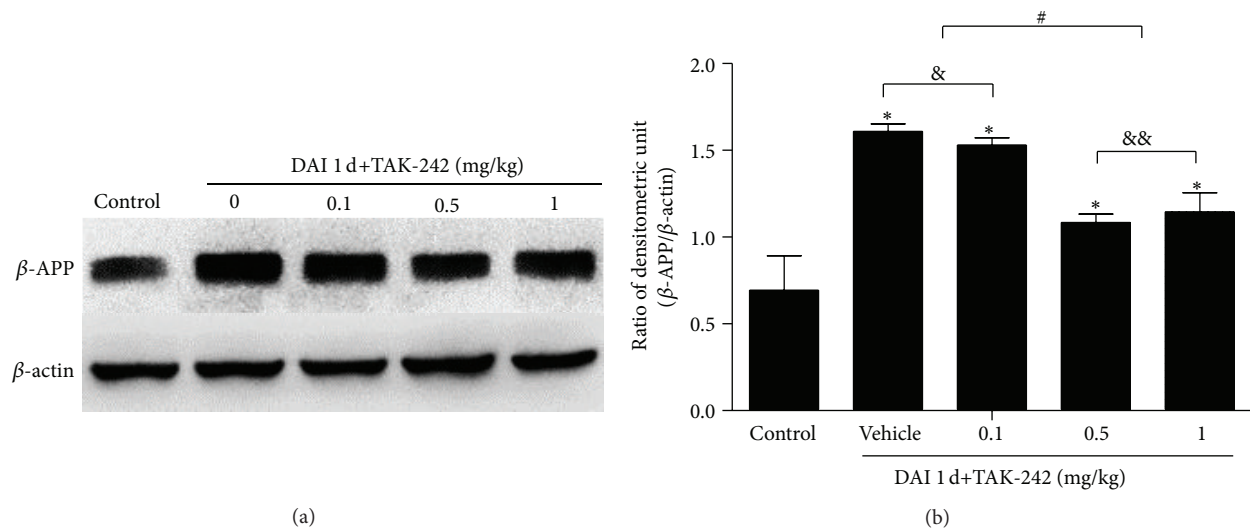 DAI 1 d+TAK-242 (mg/kg)
Control 0 0.1 0.5 1
β-APP
β-actin
(a)
#
&
&&
* * * *
2.0
1.5
1.0
0.5
0.0
Ratio of densitometric unit
(β-APP/β-actin)
Control Vehicle 0.1 0.5 1
DAI 1 d+TAK-242 (mg/kg)
(b)